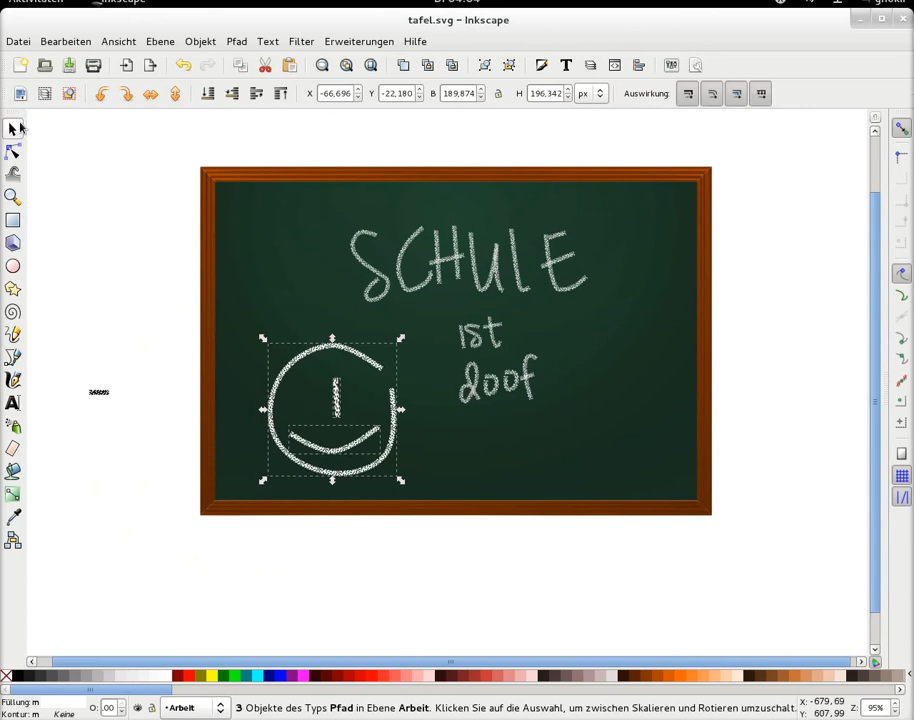 tafel.svg – Inkscape
Datei Bearbeiten Ansicht Ebene Objekt Pfad Text Filter Erweiterungen Hilfe
X -66,696 Y -22,180 B 189,874 H 196,342 px Auswirkung:
SCHULE
ist
doof
Füllung: m O: ,00 •Arbeit 3 Objekte des Typs Pfad in Ebene Arbeit. Klicken Sie auf die Auswahl, um zwischen Skalieren und Rotieren umzuschalt. X: -679,69 Z: 95%
Kontur: m Keine Y: 607,99